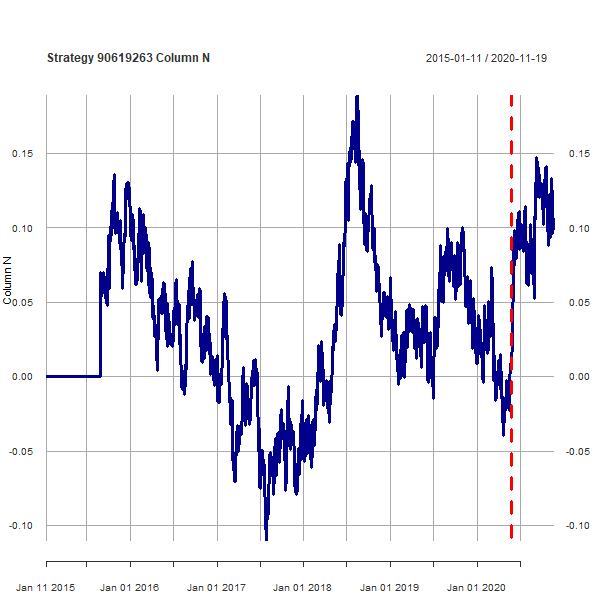 Strategy 90619263 Column N
2015-01-11 / 2020-11-19
Column N
0.15
0.10
0.05
0.00
-0.05
-0.10
0.15
0.10
0.05
0.00
-0.05
-0.10
Jan 11 2015
Jan 01 2016
Jan 01 2017
Jan 01 2018
Jan 01 2019
Jan 01 2020